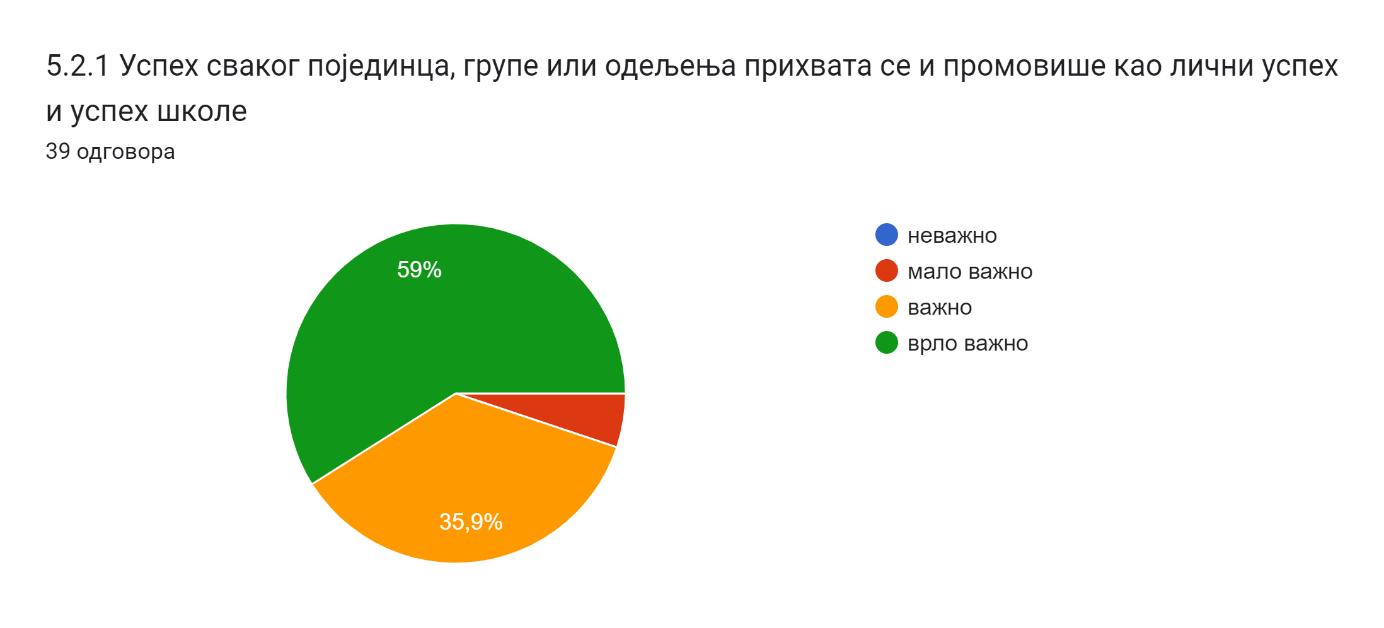 5.2.1 Успех сваког појединца, групе или одељења прихвата се и промовише као лични успех
и успех школе
39 одговора
неважно
мало важно
важно
врло важно
59%
35,9%